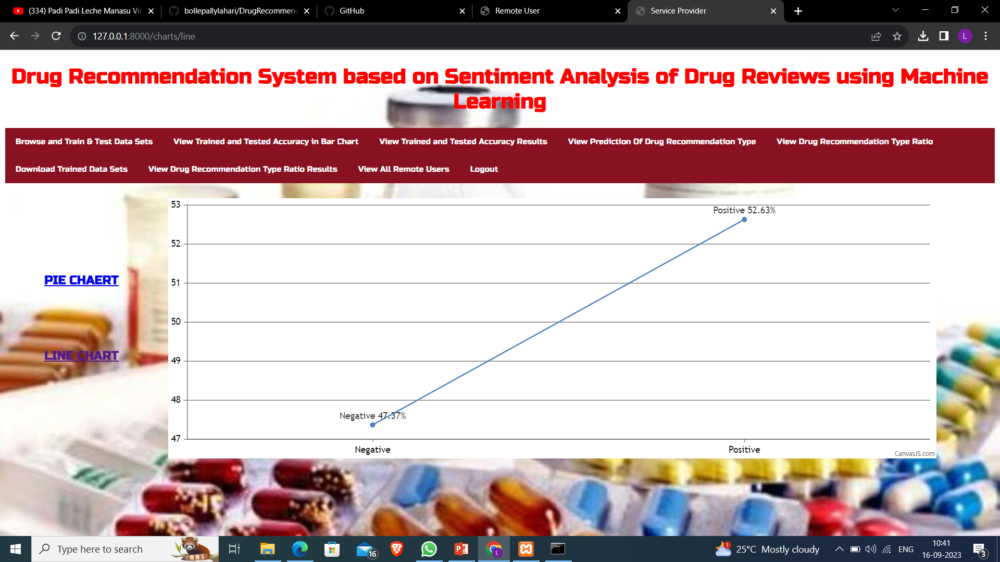 (334) Padi Padi Leche Manasu Vi
bollepallylahari/DrugRecommenc
GitHub
Remote User
Service Provider
127.0.0.1:8000/charts/line
L
Drug Recommendation System based on Sentiment Analysis of Drug Reviews using Machine
Learning
Browse and Train & Test Data Sets View Trained and Tested Accuracy in Bar Chart View Trained and Tested Accuracy Results View Prediction Of Drug Recommendation Type View Drug Recommendation Type Ratio
Download Trained Data Sets View Drug Recommendation Type Ratio Results View All Remote Users Logout
PIE CHAERT
LINE CHART
53
52
51
50
49
48
47
Positive 52.63%
Negative 47.37%
Negative Positive
CanvasJS.com
Type here to search
16
L
1
25°C Mostly cloudy
ENG
10:41
16-09-2023
3